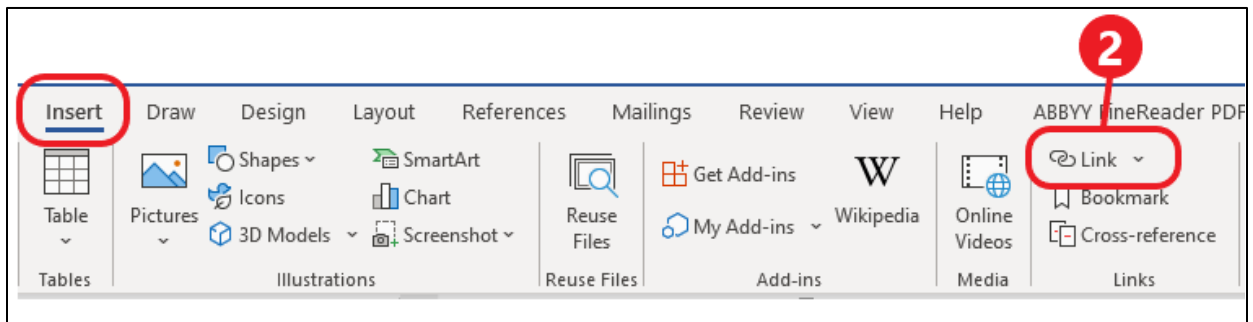 2
Insert Draw Design Layout References Mailings Review View Help ABBYY FineReader PDF
Table
Pictures
Shapes
Icons
3D Models
SmartArt
Chart
Screenshot
Reuse
Files
Get Add-ins
My Add-ins
W
Wikipedia
Online
Videos
Link
Bookmark
Cross-reference
Tables Illustrations Reuse Files Add-ins Media Links